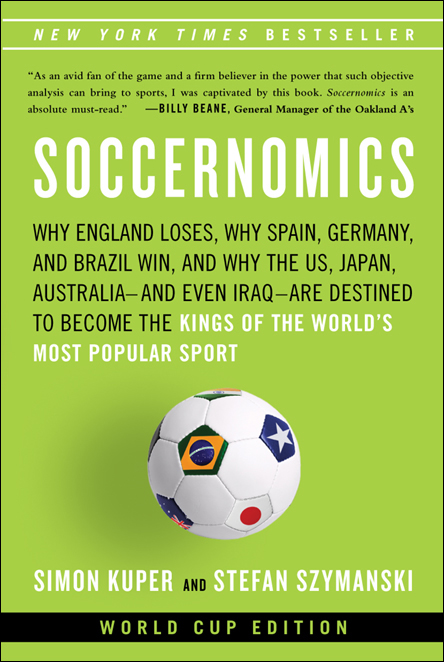 NEW YORK TIMES BESTSELLER
“As an avid fan of the game and a firm believer in the power that such objective
analysis can bring to sports, I was captivated by this book. Soccernomics is an
absolute must-read.” —BILLY BEANE, General Manager of the Oakland A’s
SOCCERNOMICS
WHY ENGLAND LOSES, WHY SPAIN, GERMANY,
AND BRAZIL WIN, AND WHY THE US, JAPAN,
AUSTRALIA—AND EVEN IRAQ—ARE DESTINED
TO BECOME THE KINGS OF THE WORLD’S
MOST POPULAR SPORT
SIMON KUPER AND STEFAN SZYMANSKI
WORLD CUP EDITION